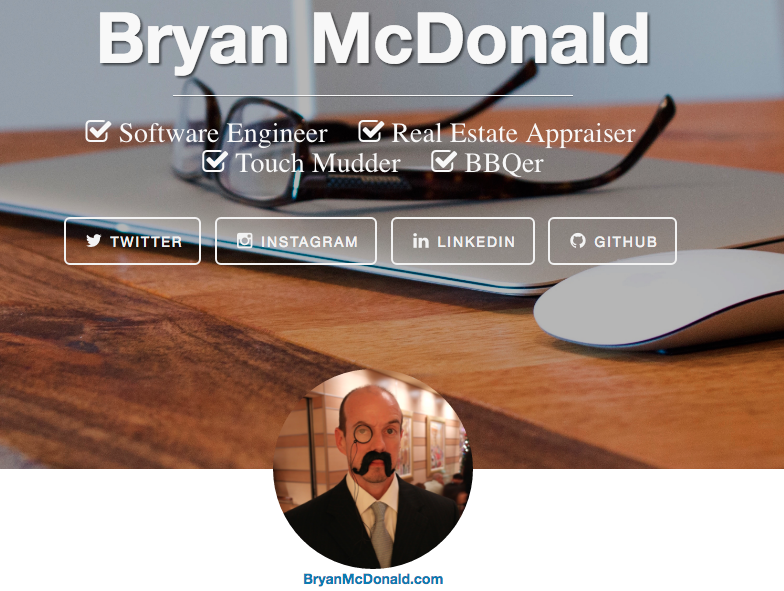 Bryan McDonald
Software Engineer Real Estate Appraiser
Touch Mudder BBQer
TWITTER INSTAGRAM LINKEDIN GITHUB
BryanMcDonald.com